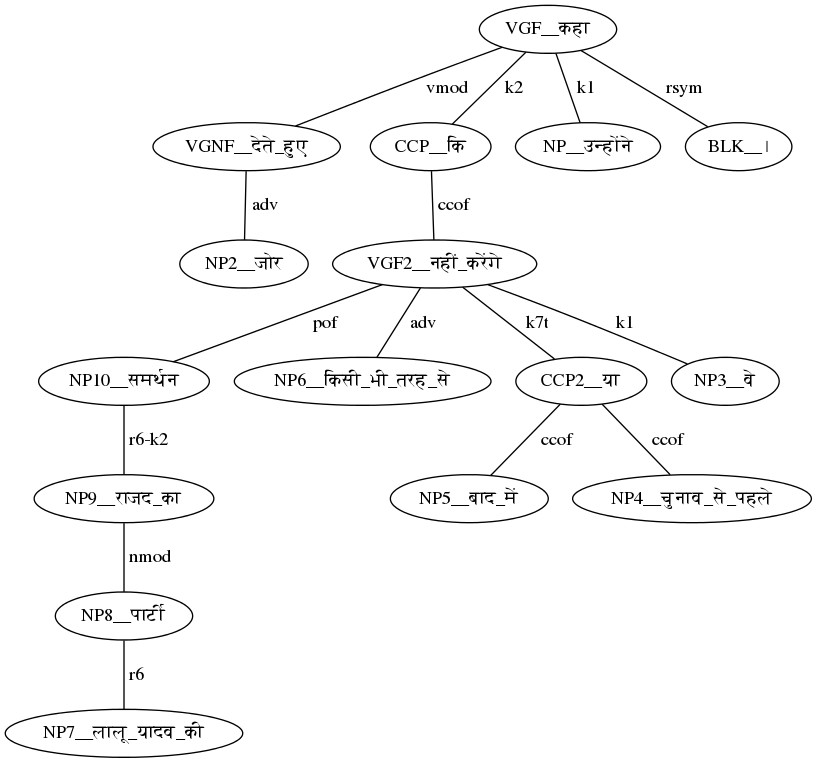 VGF__कहा
vmod k2 k1 rsym
VGNF__देते_हुए CCP__कि NP__उन्होंने BLK__।
adv ccof
NP2__जोर VGF2__नहीं_करेंगे
pof adv k7t k1
NP10__समर्थन NP6__किसी_भी_तरह_से CCP2__या NP3__वे
r6-k2 ccof ccof
NP9__राजद_का NP5__बाद_में NP4__चुनाव_से_पहले
nmod
NP8__पार्टी
r6
NP7__लालू_यादव_की